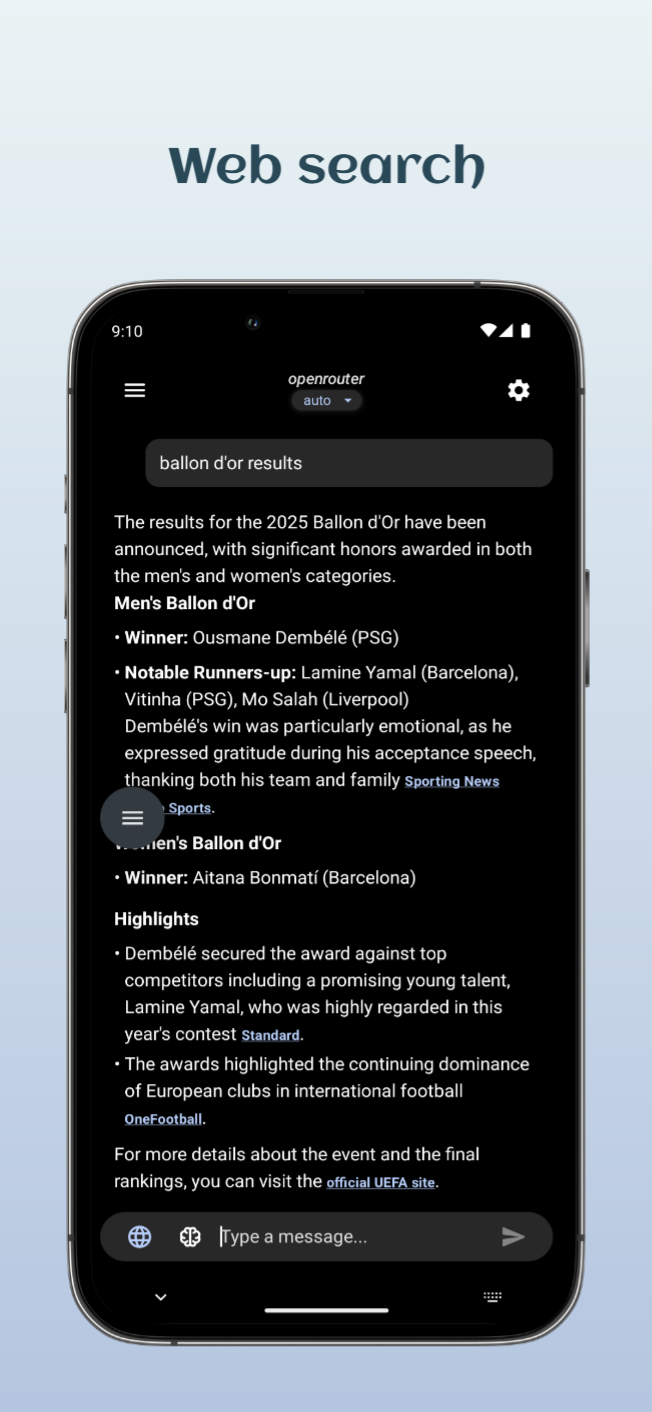 Web search
9:10
openrouter
auto
ballon d'or results
The results for the 2025 Ballon d'Or have been
announced, with significant honors awarded in both
the men's and women's categories.
Men's Ballon d'Or
• Winner: Ousmane Dembélé (PSG)
• Notable Runners-up: Lamine Yamal (Barcelona),
Vitinha (PSG), Mo Salah (Liverpool)
Dembélé's win was particularly emotional, as he
expressed gratitude during his acceptance speech,
thanking both his team and family Sporting News
Sports.
Women's Ballon d'Or
• Winner: Aitana Bonmatí (Barcelona)
Highlights
• Dembélé secured the award against top
competitors including a promising young talent,
Lamine Yamal, who was highly regarded in this
year's contest Standard.
• The awards highlighted the continuing dominance
of European clubs in international football
OneFootball.
For more details about the event and the final
rankings, you can visit the official UEFA site.
Type a message...